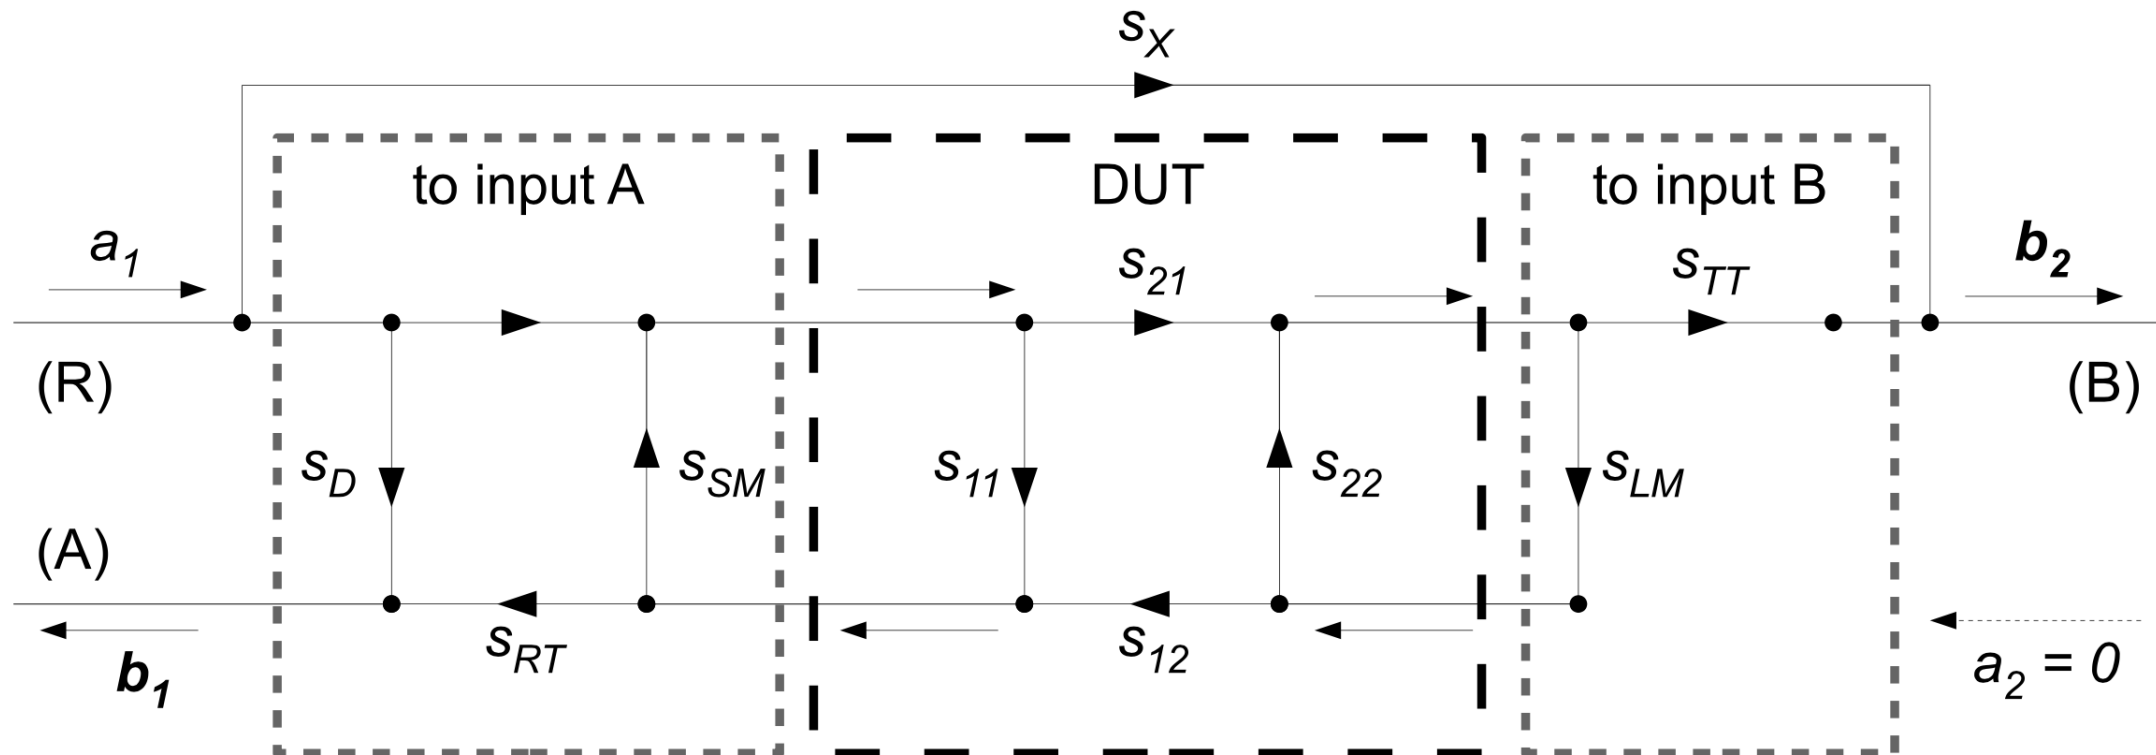 s_X
to input A
DUT
to input B
a_1
s_21
s_TT
b_2
(R)
(B)
s_D
s_SM
s_11
s_22
s_LM
(A)
s_RT
s_12
b_1
a_2 = 0